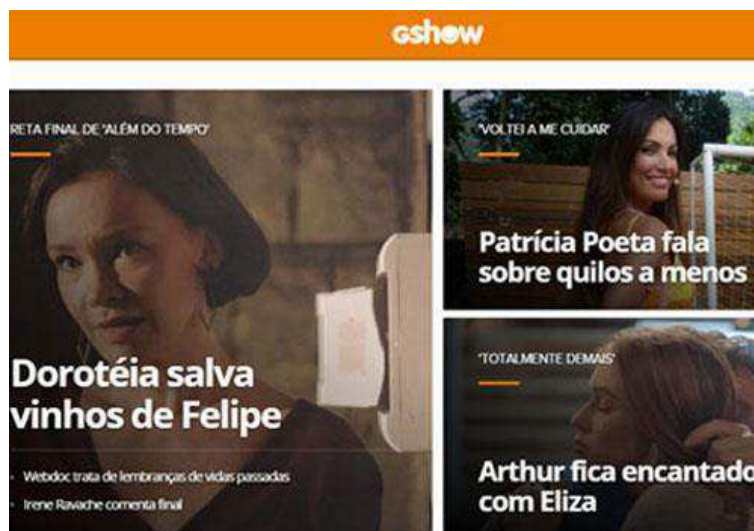 Gshow
RETA FINAL DE 'ALÉM DO TEMPO'
Dorotéia salva
vinhos de Felipe
Webdoc trata de lembranças de vidas passadas
Irene Ravache comenta final
'VOLTEI A ME CUIDAR'
Patrícia Poeta fala
sobre quilos a menos
'TOTALMENTE DEMAIS'
Arthur fica encantado
com Eliza